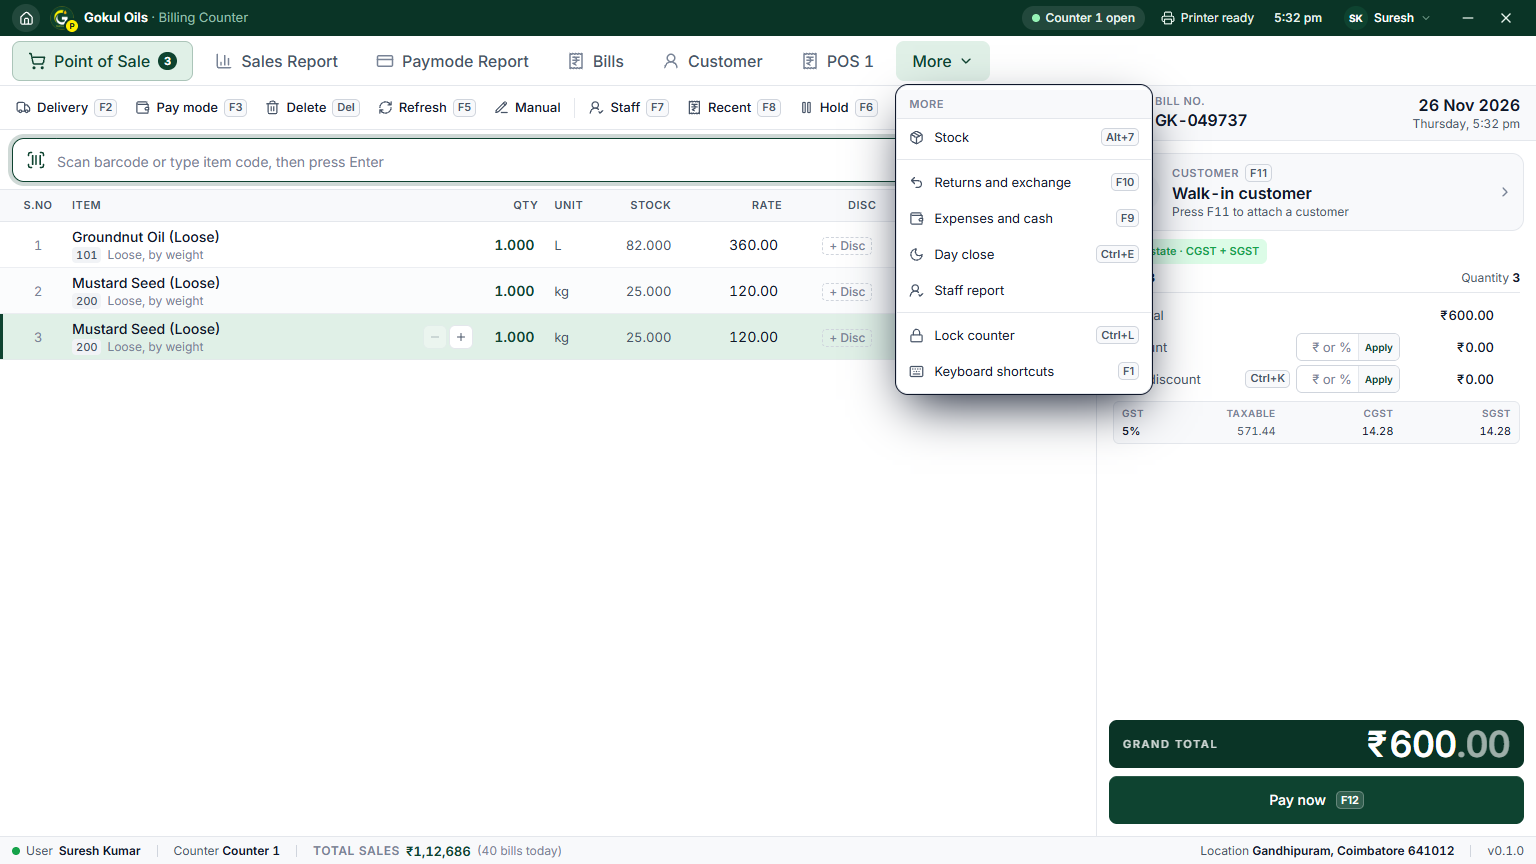 Gokul Oils · Billing Counter
Counter 1 open
Printer ready
5:32 pm
SK Suresh
P
Point of Sale 3
Sales Report
Paymode Report
Bills
Customer
POS 1
More
Delivery F2
Pay mode F3
Delete Del
Refresh F5
Manual
Staff F7
Recent F8
Hold F6
MORE
Stock Alt+7
Returns and exchange F10
Expenses and cash F9
Day close Ctrl+E
Staff report
Lock counter Ctrl+L
Keyboard shortcuts F1
BILL NO.
GK-049737
26 Nov 2026
Thursday, 5:32 pm
Scan barcode or type item code, then press Enter
CUSTOMER F11
Walk-in customer
Press F11 to attach a customer
S.NO ITEM QTY UNIT STOCK RATE DISC
1 Groundnut Oil (Loose) 1.000 L 82.000 360.00 + Disc
101 Loose, by weight
2 Mustard Seed (Loose) 1.000 kg 25.000 120.00 + Disc
200 Loose, by weight
3 Mustard Seed (Loose) − + 1.000 kg 25.000 120.00 + Disc
200 Loose, by weight
tate · CGST + SGST
Quantity 3
al ₹600.00
nt ₹ or % Apply ₹0.00
iscount Ctrl+K ₹ or % Apply ₹0.00
GST TAXABLE CGST SGST
5% 571.44 14.28 14.28
GRAND TOTAL ₹600.00
Pay now F12
User Suresh Kumar
Counter Counter 1
TOTAL SALES ₹1,12,686 (40 bills today)
Location Gandhipuram, Coimbatore 641012
v0.1.0